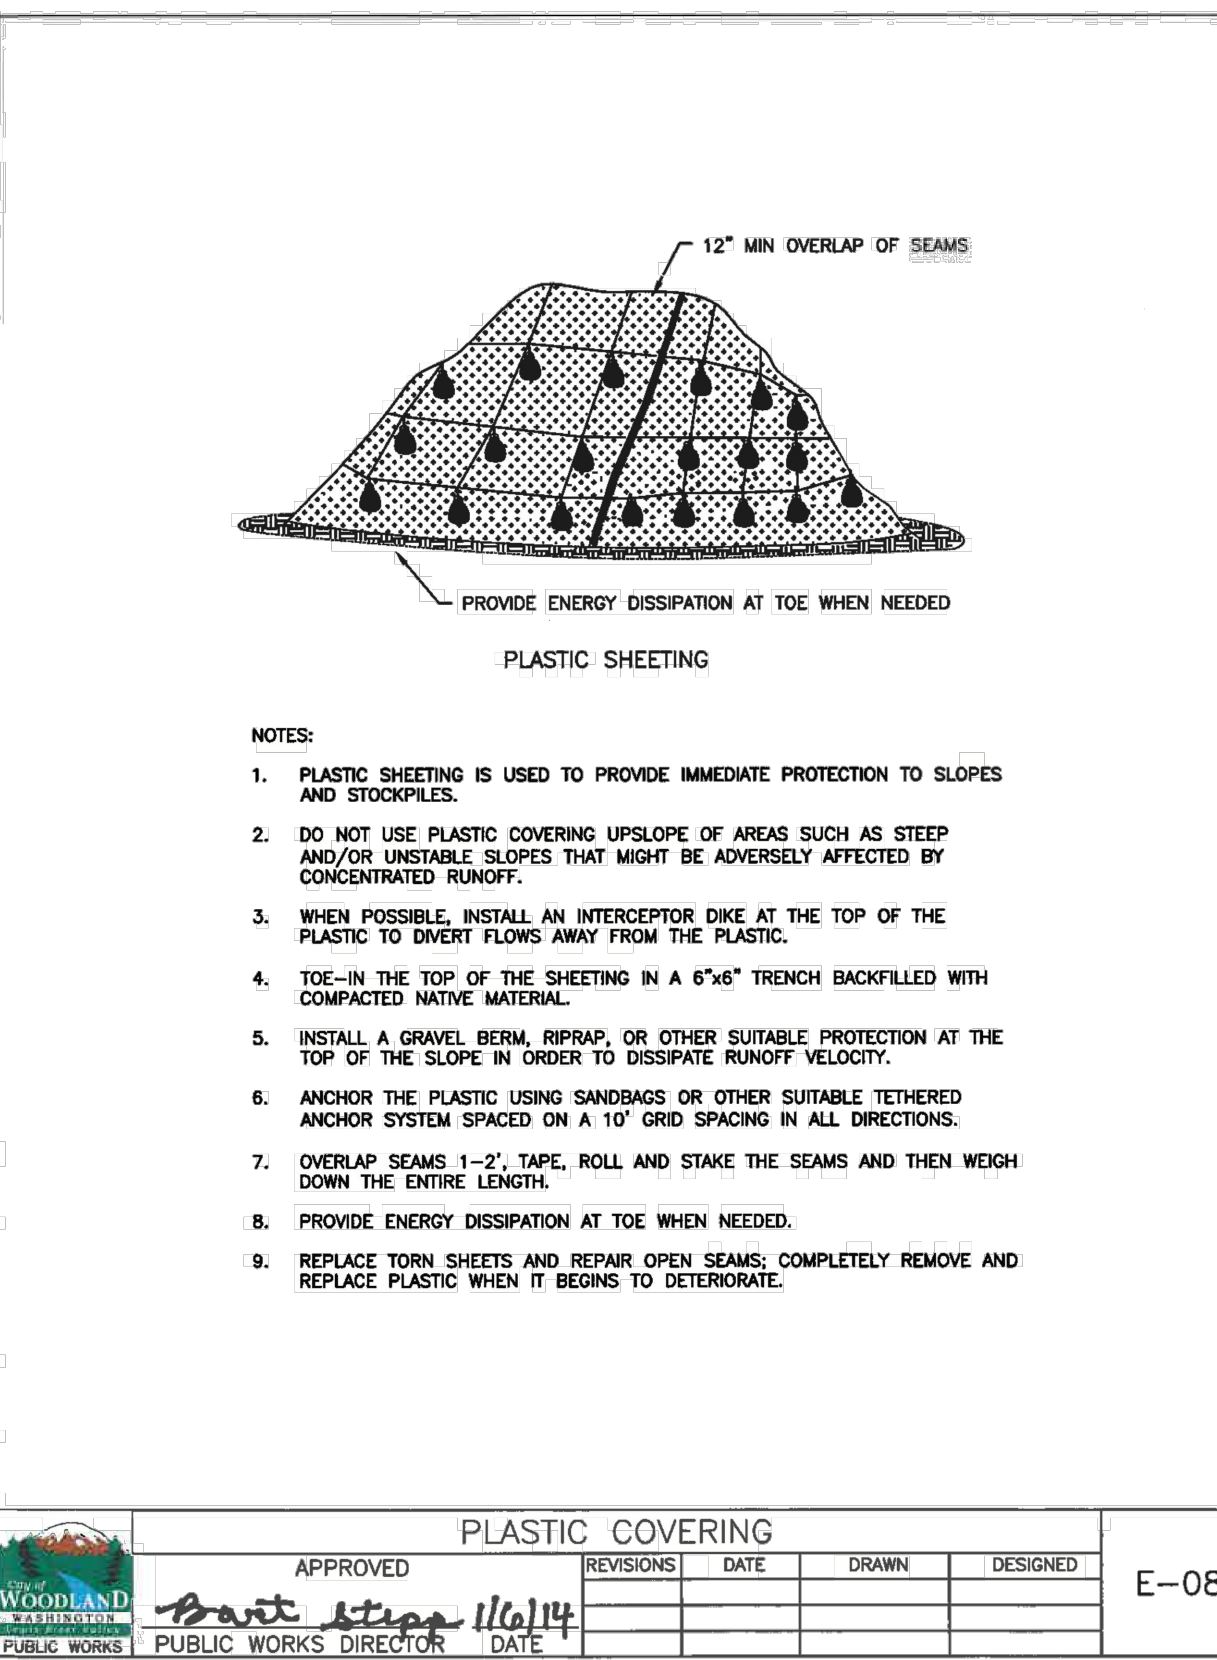 12" MIN OVERLAP OF SEAMS
PROVIDE ENERGY DISSIPATION AT TOE WHEN NEEDED
PLASTIC SHEETING
NOTES:
1. PLASTIC SHEETING IS USED TO PROVIDE IMMEDIATE PROTECTION TO SLOPES
AND STOCKPILES.
2. DO NOT USE PLASTIC COVERING UPSLOPE OF AREAS SUCH AS STEEP
AND/OR UNSTABLE SLOPES THAT MIGHT BE ADVERSELY AFFECTED BY
CONCENTRATED RUNOFF.
3. WHEN POSSIBLE, INSTALL AN INTERCEPTOR DIKE AT THE TOP OF THE
PLASTIC TO DIVERT FLOWS AWAY FROM THE PLASTIC.
4. TOE-IN THE TOP OF THE SHEETING IN A 6"x6" TRENCH BACKFILLED WITH
COMPACTED NATIVE MATERIAL.
5. INSTALL A GRAVEL BERM, RIPRAP, OR OTHER SUITABLE PROTECTION AT THE
TOP OF THE SLOPE IN ORDER TO DISSIPATE RUNOFF VELOCITY.
6. ANCHOR THE PLASTIC USING SANDBAGS OR OTHER SUITABLE TETHERED
ANCHOR SYSTEM SPACED ON A 10' GRID SPACING IN ALL DIRECTIONS.
7. OVERLAP SEAMS 1-2', TAPE, ROLL AND STAKE THE SEAMS AND THEN WEIGH
DOWN THE ENTIRE LENGTH.
8. PROVIDE ENERGY DISSIPATION AT TOE WHEN NEEDED.
9. REPLACE TORN SHEETS AND REPAIR OPEN SEAMS; COMPLETELY REMOVE AND
REPLACE PLASTIC WHEN IT BEGINS TO DETERIORATE.
City of
WOODLAND
WASHINGTON
PUBLIC WORKS
PLASTIC COVERING
APPROVED
Bart Stepp 1/6/14
PUBLIC WORKS DIRECTOR DATE
REVISIONS DATE DRAWN DESIGNED
E-08